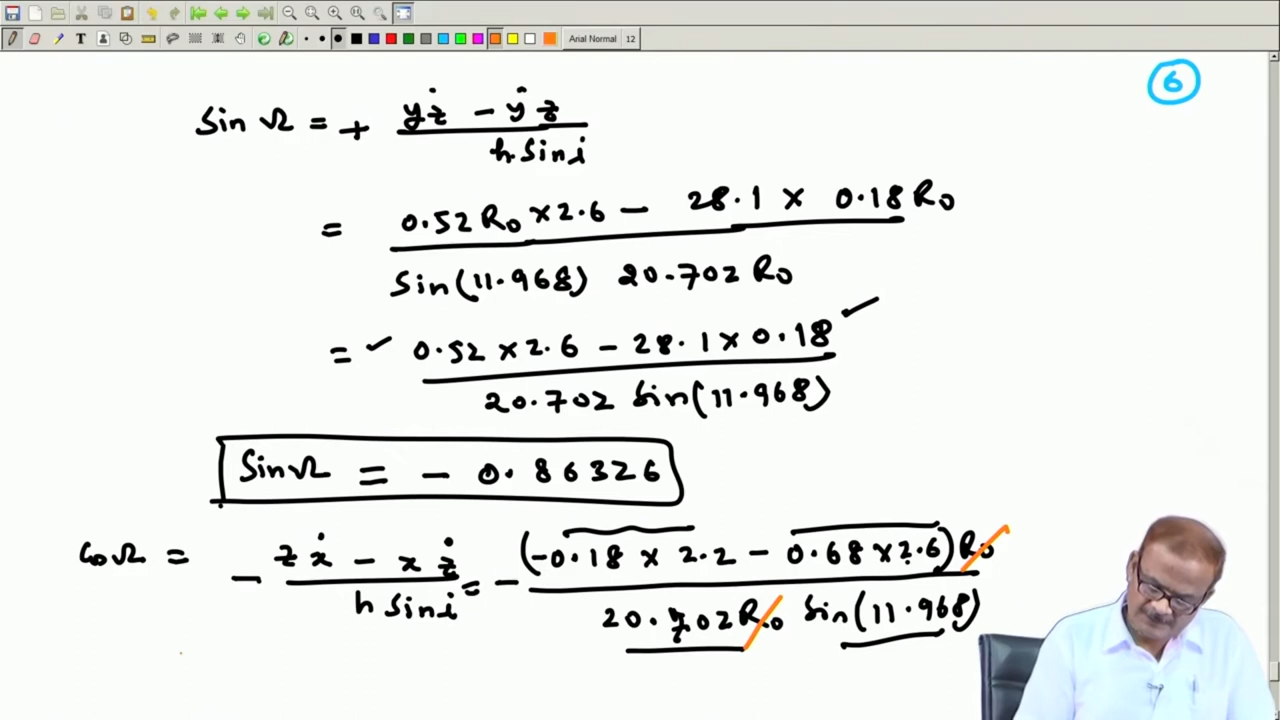 Arial Normal 12
6
Sin Ω = + (yż - ẏz) / (h Sin i)
= (0.52 R₀ × 2.6 - 28.1 × 0.18 R₀) / (Sin(11.968) 20.702 R₀)
= ✓ (0.52 × 2.6 - 28.1 × 0.18) / (20.702 Sin(11.968)) ✓
Sin Ω = - 0.86326
Cos Ω = - (zẋ - xż) / (h Sin i) = - ((-0.18 × 2.2 - 0.68 × 2.6) R₀) / (20.702 R₀ Sin(11.968))